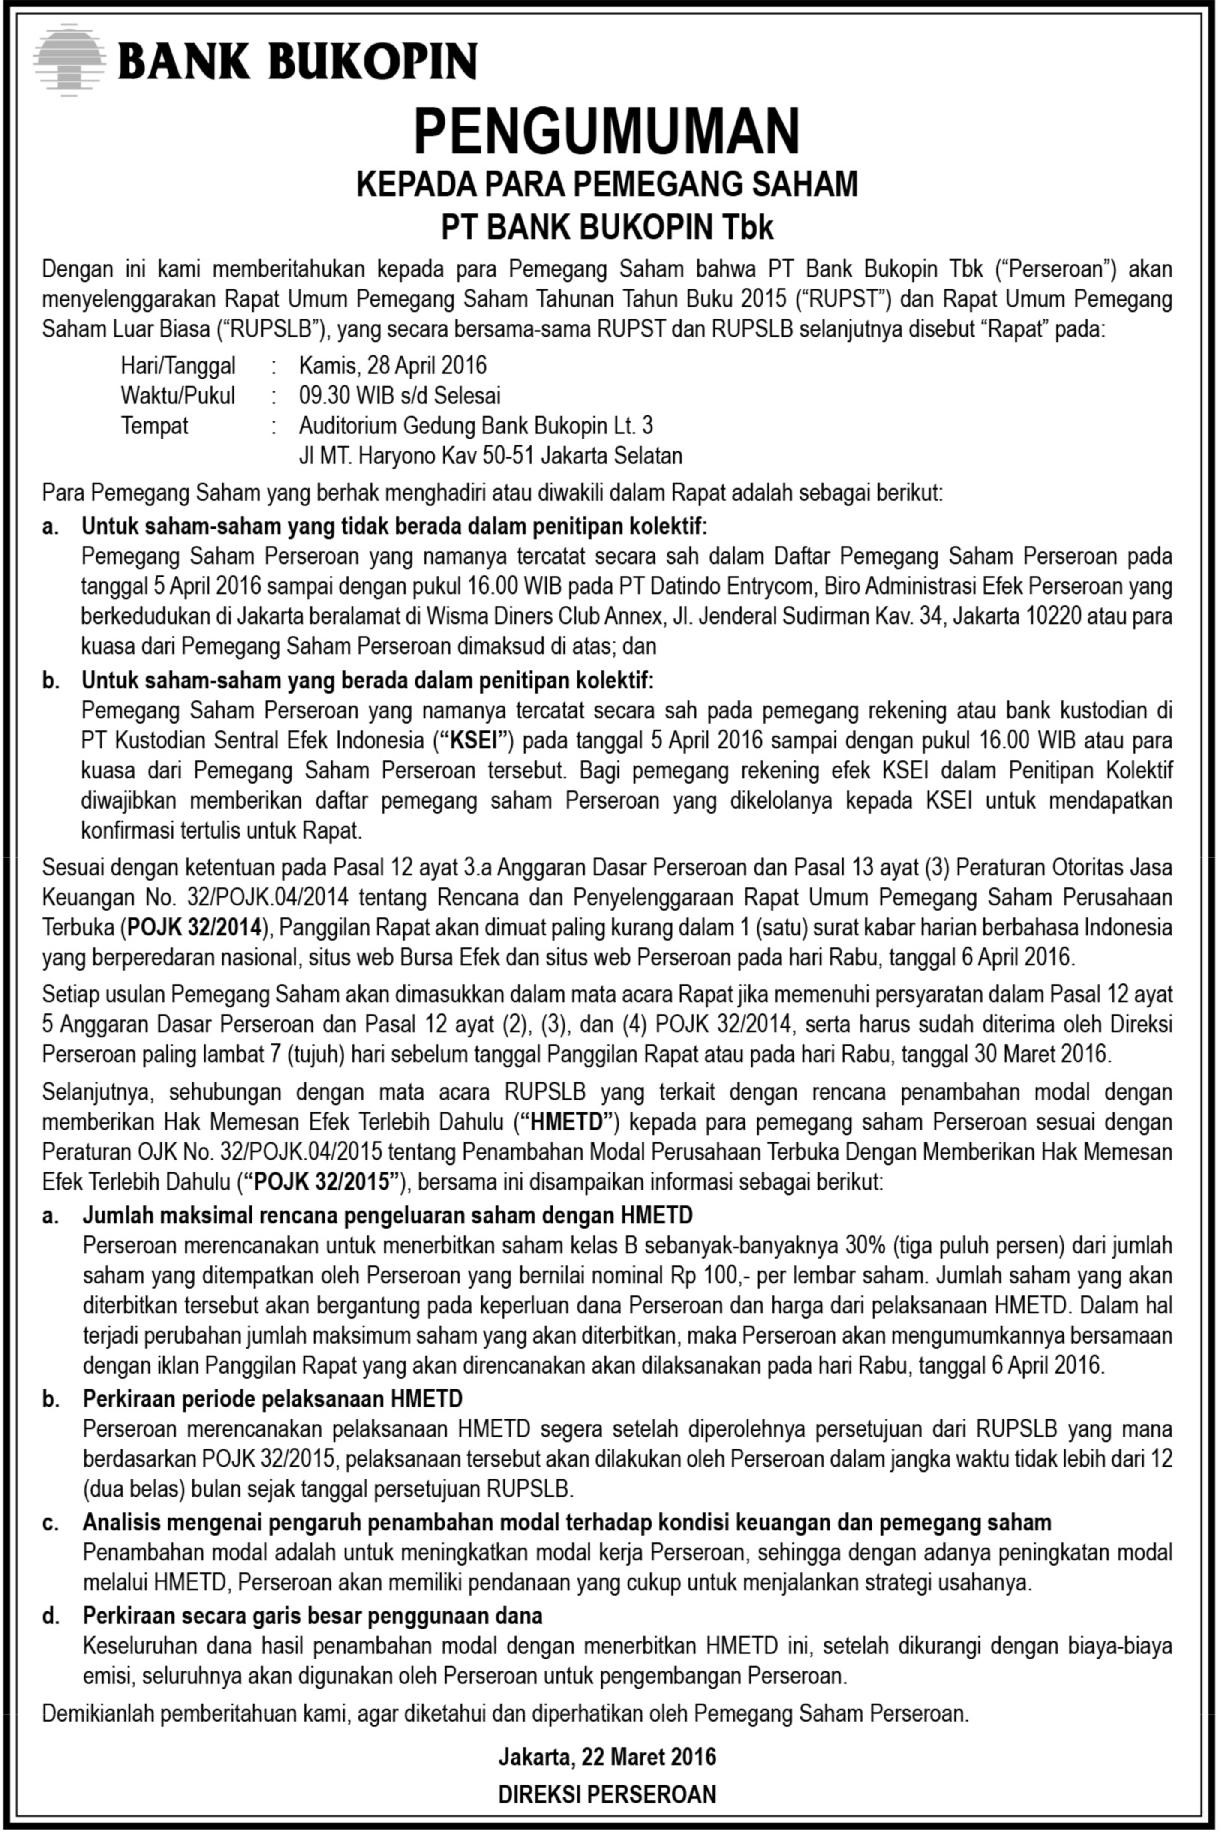 BANK BUKOPIN
PENGUMUMAN
KEPADA PARA PEMEGANG SAHAM
PT BANK BUKOPIN Tbk
Dengan ini kami memberitahukan kepada para Pemegang Saham bahwa PT Bank Bukopin Tbk (“Perseroan”) akan
menyelenggarakan Rapat Umum Pemegang Saham Tahunan Tahun Buku 2015 (“RUPST”) dan Rapat Umum Pemegang
Saham Luar Biasa (“RUPSLB”), yang secara bersama-sama RUPST dan RUPSLB selanjutnya disebut “Rapat” pada:
Hari/Tanggal : Kamis, 28 April 2016
Waktu/Pukul : 09.30 WIB s/d Selesai
Tempat : Auditorium Gedung Bank Bukopin Lt. 3
Jl MT. Haryono Kav 50-51 Jakarta Selatan
Para Pemegang Saham yang berhak menghadiri atau diwakili dalam Rapat adalah sebagai berikut:
a. Untuk saham-saham yang tidak berada dalam penitipan kolektif:
Pemegang Saham Perseroan yang namanya tercatat secara sah dalam Daftar Pemegang Saham Perseroan pada
tanggal 5 April 2016 sampai dengan pukul 16.00 WIB pada PT Datindo Entrycom, Biro Administrasi Efek Perseroan yang
berkedudukan di Jakarta beralamat di Wisma Diners Club Annex, Jl. Jenderal Sudirman Kav. 34, Jakarta 10220 atau para
kuasa dari Pemegang Saham Perseroan dimaksud di atas; dan
b. Untuk saham-saham yang berada dalam penitipan kolektif:
Pemegang Saham Perseroan yang namanya tercatat secara sah pada pemegang rekening atau bank kustodian di
PT Kustodian Sentral Efek Indonesia (“KSEI”) pada tanggal 5 April 2016 sampai dengan pukul 16.00 WIB atau para
kuasa dari Pemegang Saham Perseroan tersebut. Bagi pemegang rekening efek KSEI dalam Penitipan Kolektif
diwajibkan memberikan daftar pemegang saham Perseroan yang dikelolanya kepada KSEI untuk mendapatkan
konfirmasi tertulis untuk Rapat.
Sesuai dengan ketentuan pada Pasal 12 ayat 3.a Anggaran Dasar Perseroan dan Pasal 13 ayat (3) Peraturan Otoritas Jasa
Keuangan No. 32/POJK.04/2014 tentang Rencana dan Penyelenggaraan Rapat Umum Pemegang Saham Perusahaan
Terbuka (POJK 32/2014), Panggilan Rapat akan dimuat paling kurang dalam 1 (satu) surat kabar harian berbahasa Indonesia
yang berperedaran nasional, situs web Bursa Efek dan situs web Perseroan pada hari Rabu, tanggal 6 April 2016.
Setiap usulan Pemegang Saham akan dimasukkan dalam mata acara Rapat jika memenuhi persyaratan dalam Pasal 12 ayat
5 Anggaran Dasar Perseroan dan Pasal 12 ayat (2), (3), dan (4) POJK 32/2014, serta harus sudah diterima oleh Direksi
Perseroan paling lambat 7 (tujuh) hari sebelum tanggal Panggilan Rapat atau pada hari Rabu, tanggal 30 Maret 2016.
Selanjutnya, sehubungan dengan mata acara RUPSLB yang terkait dengan rencana penambahan modal dengan
memberikan Hak Memesan Efek Terlebih Dahulu (“HMETD”) kepada para pemegang saham Perseroan sesuai dengan
Peraturan OJK No. 32/POJK.04/2015 tentang Penambahan Modal Perusahaan Terbuka Dengan Memberikan Hak Memesan
Efek Terlebih Dahulu (“POJK 32/2015”), bersama ini disampaikan informasi sebagai berikut:
a. Jumlah maksimal rencana pengeluaran saham dengan HMETD
Perseroan merencanakan untuk menerbitkan saham kelas B sebanyak-banyaknya 30% (tiga puluh persen) dari jumlah
saham yang ditempatkan oleh Perseroan yang bernilai nominal Rp 100,- per lembar saham. Jumlah saham yang akan
diterbitkan tersebut akan bergantung pada keperluan dana Perseroan dan harga dari pelaksanaan HMETD. Dalam hal
terjadi perubahan jumlah maksimum saham yang akan diterbitkan, maka Perseroan akan mengumumkannya bersamaan
dengan iklan Panggilan Rapat yang akan direncanakan akan dilaksanakan pada hari Rabu, tanggal 6 April 2016.
b. Perkiraan periode pelaksanaan HMETD
Perseroan merencanakan pelaksanaan HMETD segera setelah diperolehnya persetujuan dari RUPSLB yang mana
berdasarkan POJK 32/2015, pelaksanaan tersebut akan dilakukan oleh Perseroan dalam jangka waktu tidak lebih dari 12
(dua belas) bulan sejak tanggal persetujuan RUPSLB.
c. Analisis mengenai pengaruh penambahan modal terhadap kondisi keuangan dan pemegang saham
Penambahan modal adalah untuk meningkatkan modal kerja Perseroan, sehingga dengan adanya peningkatan modal
melalui HMETD, Perseroan akan memiliki pendanaan yang cukup untuk menjalankan strategi usahanya.
d. Perkiraan secara garis besar penggunaan dana
Keseluruhan dana hasil penambahan modal dengan menerbitkan HMETD ini, setelah dikurangi dengan biaya-biaya
emisi, seluruhnya akan digunakan oleh Perseroan untuk pengembangan Perseroan.
Demikianlah pemberitahuan kami, agar diketahui dan diperhatikan oleh Pemegang Saham Perseroan.
Jakarta, 22 Maret 2016
DIREKSI PERSEROAN